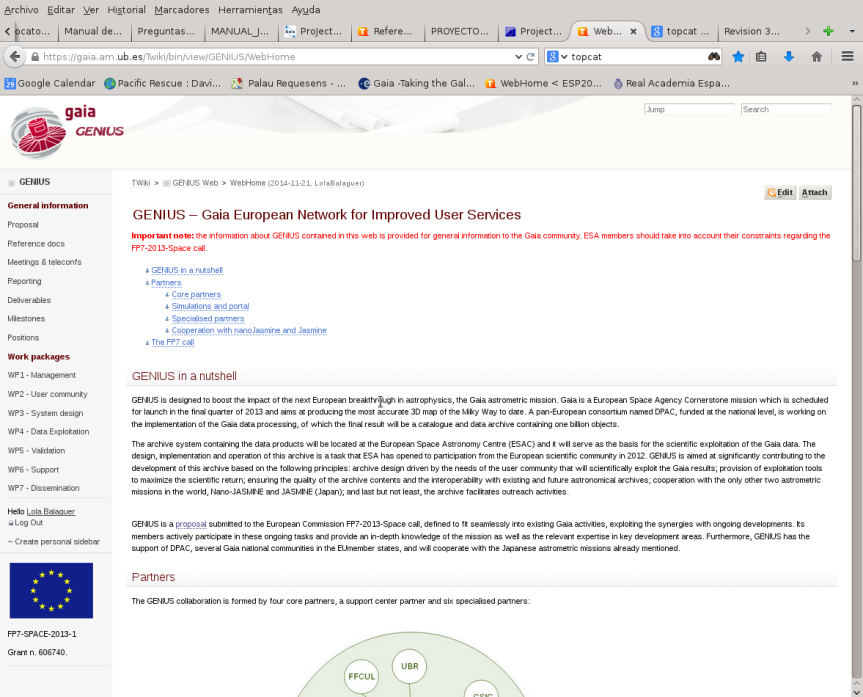 Archivo Editar Ver Historial Marcadores Herramientas Ayuda
ocato... Manual de... Preguntas... MANUAL_J... ProJect... Refere... PROYECTO... Project... Web... topcat ... Revision 3...
https://gaia.am.ub.es/Twiki/bin/view/GENIUS/WebHome topcat
Google Calendar Pacific Rescue : Davi... Palau Requesens - ... Gaia -Taking the Gal... WebHome < ESP20... Real Academia Espa... »
gaia
GENIUS
Jump Search
GENIUS
TWiki > GENIUS Web > WebHome (2014-11-21, LolaBalaguer)
Edit Attach
General information
Proposal
Reference docs
Meetings & teleconfs
Reporting
Deliverables
Milestones
Positions
Work packages
WP1 - Management
WP2 - User community
WP3 - System design
WP4 - Data Exploitation
WP5 - Validation
WP6 - Support
WP7 - Dissemination
Hello Lola Balaguer
Log Out
– Create personal sidebar
FP7-SPACE-2013-1
Grant n. 606740.
GENIUS – Gaia European Network for Improved User Services
Important note: the information about GENIUS contained in this web is provided for general information to the Gaia community. ESA members should take into account their constraints regarding the
FP7-2013-Space call.
GENIUS in a nutshell
Partners
Core partners
Simulations and portal
Specialised partners
Cooperation with nanoJasmine and Jasmine
The FP7 call
GENIUS in a nutshell
GENIUS is designed to boost the impact of the next European breakthrough in astrophysics, the Gaia astrometric mission. Gaia is a European Space Agency Cornerstone mission which is scheduled
for launch in the final quarter of 2013 and aims at producing the most accurate 3D map of the Milky Way to date. A pan-European consortium named DPAC, funded at the national level, is working on
the implementation of the Gaia data processing, of which the final result will be a catalogue and data archive containing one billion objects.
The archive system containing the data products will be located at the European Space Astronomy Centre (ESAC) and it will serve as the basis for the scientific exploitation of the Gaia data. The
design, implementation and operation of this archive is a task that ESA has opened to participation from the European scientific community in 2012. GENIUS is aimed at significantly contributing to the
development of this archive based on the following principles: archive design driven by the needs of the user community that will scientifically exploit the Gaia results; provision of exploitation tools
to maximize the scientific return; ensuring the quality of the archive contents and the interoperability with existing and future astronomical archives; cooperation with the only other two astrometric
missions in the world, Nano-JASMINE and JASMINE (Japan); and last but not least, the archive facilitates outreach activities.
GENIUS is a proposal submitted to the European Commission FP7-2013-Space call, defined to fit seamlessly into existing Gaia activities, exploiting the synergies with ongoing developments. Its
members actively participate in these ongoing tasks and provide an in-depth knowledge of the mission as well as the relevant expertise in key development areas. Furthermore, GENIUS has the
support of DPAC, several Gaia national communities in the EUmember states, and will cooperate with the Japanese astrometric missions already mentioned.
Partners
The GENIUS collaboration is formed by four core partners, a support center partner and six specialised partners:
UBR
FFCUL
CSIC